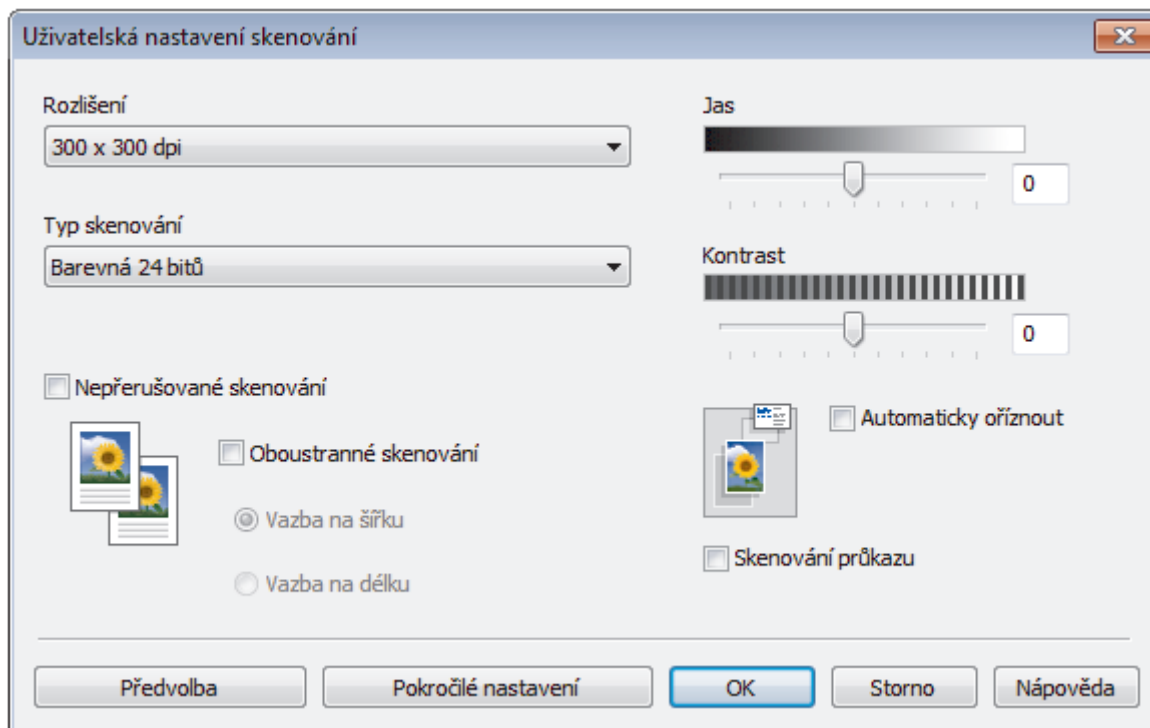 Uživatelská nastavení skenování
Rozlišení
300 x 300 dpi
Typ skenování
Barevná 24 bitů
Nepřerušované skenování
Oboustranné skenování
Vazba na šířku
Vazba na délku
Jas
0
Kontrast
0
Automaticky oříznout
Skenování průkazu
Předvolba
Pokročilé nastavení
OK
Storno
Nápověda